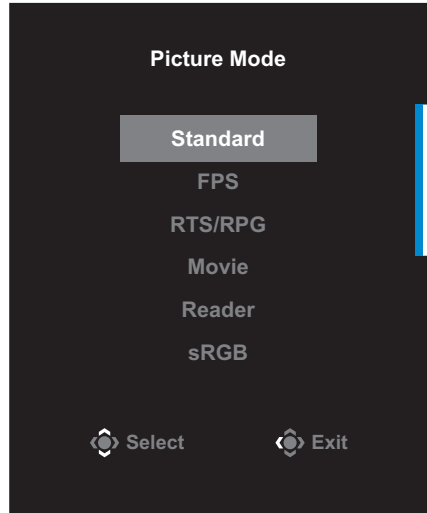 Picture Mode
Standard
FPS
RTS/RPG
Movie
Reader
sRGB
Select Exit